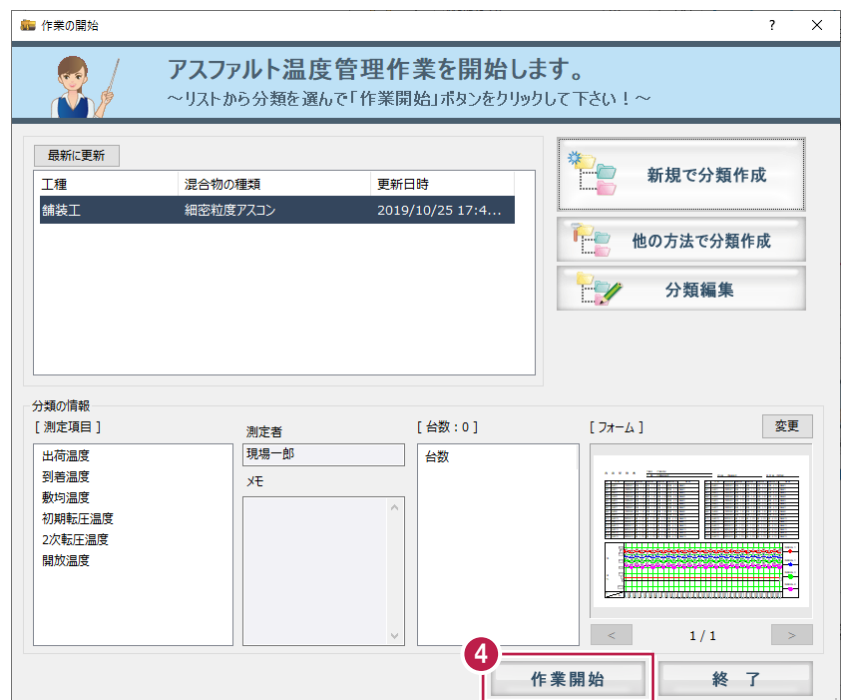 作業の開始
アスファルト温度管理作業を開始します。
～リストから分類を選んで「作業開始」ボタンをクリックして下さい！～
最新に更新
工種 混合物の種類 更新日時
舗装工 細密粒度アスコン 2019/10/25 17:4...
新規で分類作成
他の方法で分類作成
分類編集
分類の情報
[ 測定項目 ]
出荷温度
到着温度
敷均温度
初期転圧温度
2次転圧温度
開放温度
測定者
現場一郎
メモ
[ 台数 : 0 ]
台数
[ フォーム ]
変更
< 1 / 1 >
4
作業開始
終 了